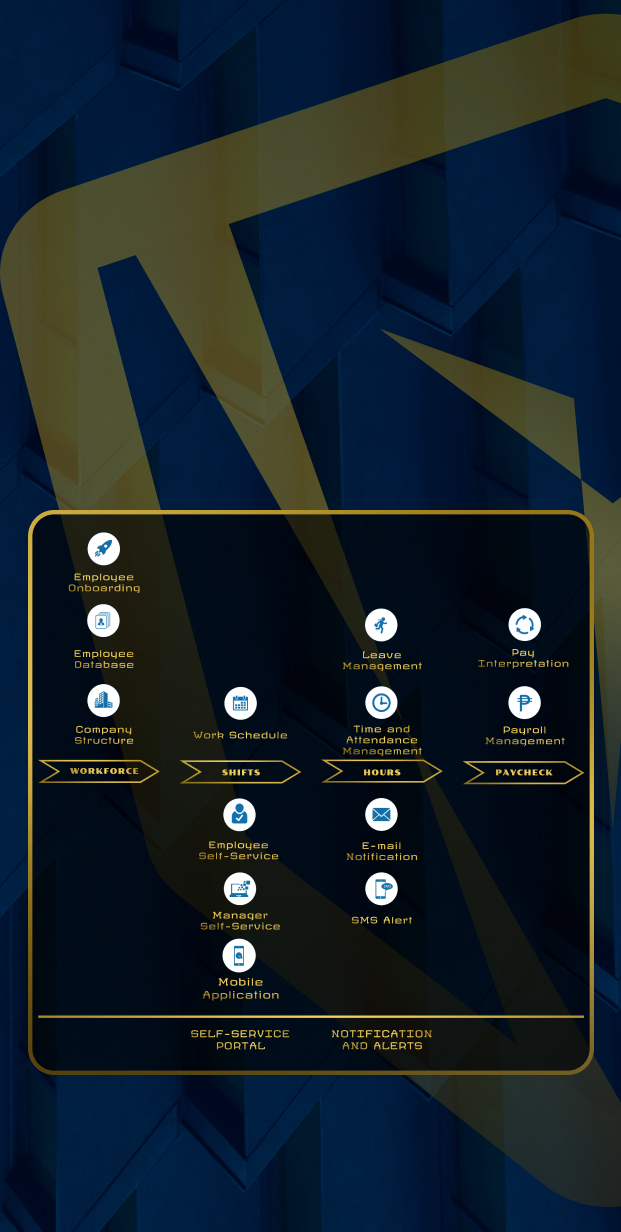 Employee
Onboarding
Employee
Database
Company
Structure
Work Schedule
Leave
Management
Time and
Attendance
Management
Pay
Interpretation
Payroll
Management
WORKFORCE
SHIFTS
HOURS
PAYCHECK
Employee
Self-Service
Manager
Self-Service
Mobile
Application
E-mail
Notification
SMS
SMS Alert
SELF-SERVICE
PORTAL
NOTIFICATION
AND ALERTS